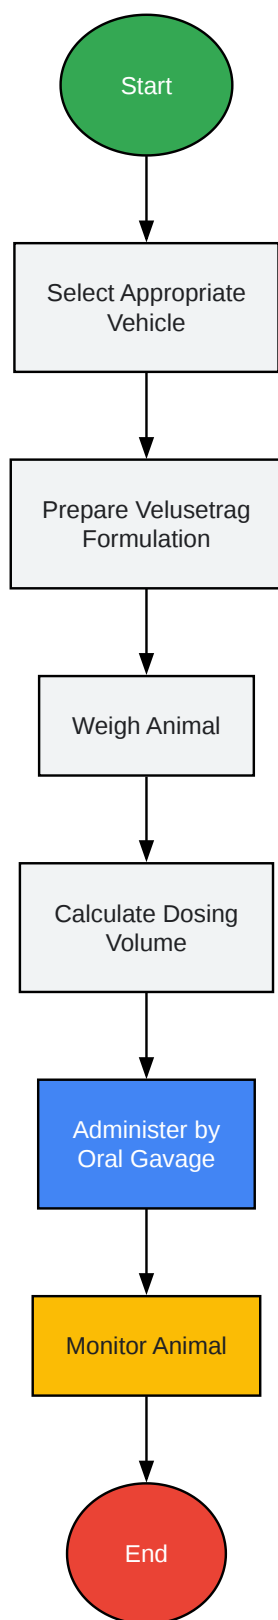 Start
Select Appropriate
Vehicle
Prepare Velusetrag
Formulation
Weigh Animal
Calculate Dosing
Volume
Administer by
Oral Gavage
Monitor Animal
End